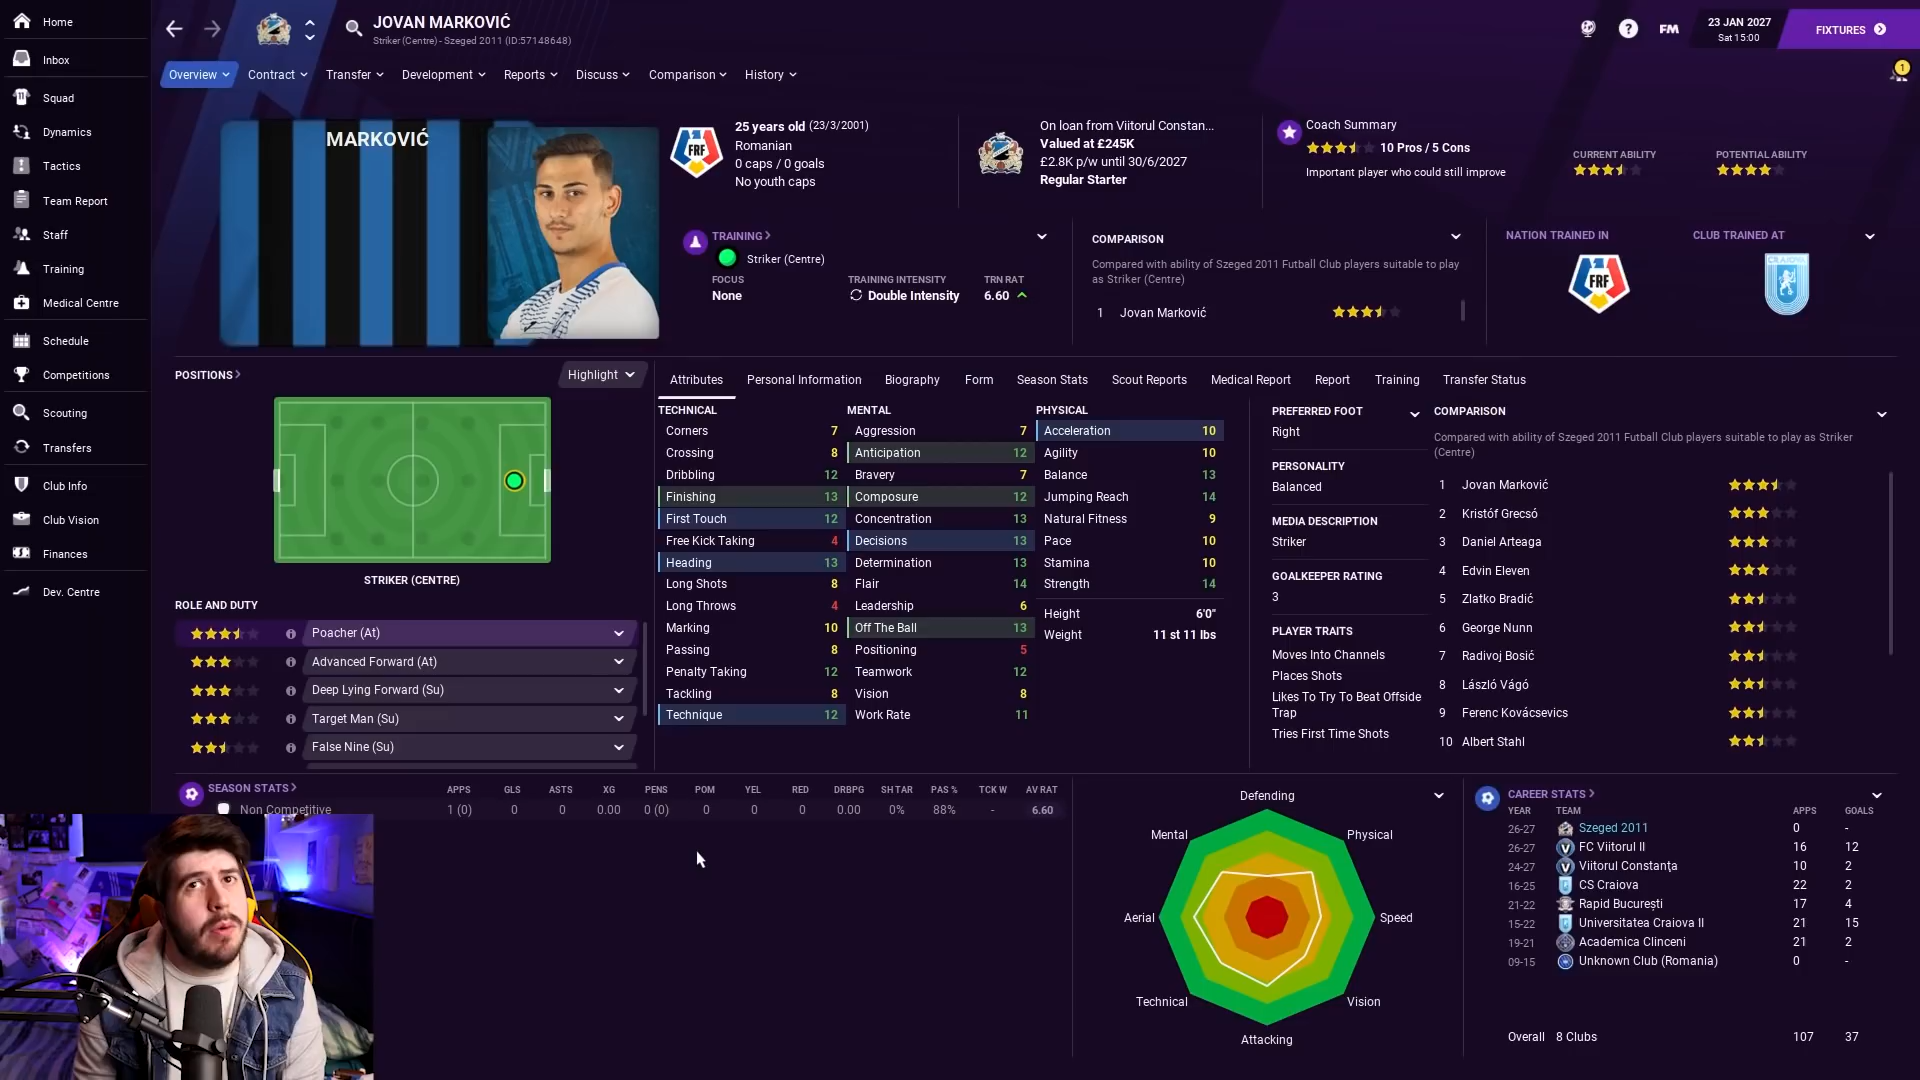 Home
Inbox
Squad
Dynamics
Tactics
Team Report
Staff
Training
Medical Centre
Schedule
Competitions
Scouting
Transfers
Club Info
Club Vision
Finances
Dev. Centre
JOVAN MARKOVIĆ
Striker (Centre) - Szeged 2011 (ID:57148648)
FM
23 JAN 2027
Sat 15:00
FIXTURES
1
Overview Contract Transfer Development Reports Discuss Comparison History
MARKOVIĆ
FRF
25 years old (23/3/2001)
Romanian
0 caps / 0 goals
No youth caps
On loan from Viitorul Constan...
Valued at £245K
£2.8K p/w until 30/6/2027
Regular Starter
Coach Summary
10 Pros / 5 Cons
Important player who could still improve
CURRENT ABILITY
POTENTIAL ABILITY
TRAINING
Striker (Centre)
FOCUS TRAINING INTENSITY TRN RAT
None Double Intensity 6.60
COMPARISON
Compared with ability of Szeged 2011 Futball Club players suitable to play
as Striker (Centre)
1 Jovan Marković
NATION TRAINED IN
FRF
CLUB TRAINED AT
CRAIOVA
POSITIONS
Highlight
STRIKER (CENTRE)
ROLE AND DUTY
Poacher (At)
Advanced Forward (At)
Deep Lying Forward (Su)
Target Man (Su)
False Nine (Su)
Attributes Personal Information Biography Form Season Stats Scout Reports Medical Report Report Training Transfer Status
TECHNICAL
Corners 7
Crossing 8
Dribbling 12
Finishing 13
First Touch 12
Free Kick Taking 4
Heading 13
Long Shots 8
Long Throws 4
Marking 10
Passing 8
Penalty Taking 12
Tackling 8
Technique 12
MENTAL
Aggression 7
Anticipation 12
Bravery 7
Composure 12
Concentration 13
Decisions 13
Determination 13
Flair 14
Leadership 6
Off The Ball 13
Positioning 5
Teamwork 12
Vision 8
Work Rate 11
PHYSICAL
Acceleration 10
Agility 10
Balance 13
Jumping Reach 14
Natural Fitness 9
Pace 10
Stamina 10
Strength 14
Height 6'0"
Weight 11 st 11 lbs
PREFERRED FOOT
Right
PERSONALITY
Balanced
MEDIA DESCRIPTION
Striker
GOALKEEPER RATING
3
PLAYER TRAITS
Moves Into Channels
Places Shots
Likes To Try To Beat Offside
Trap
Tries First Time Shots
COMPARISON
Compared with ability of Szeged 2011 Futball Club players suitable to play as Striker
(Centre)
1 Jovan Marković
2 Kristóf Grecsó
3 Daniel Arteaga
4 Edvin Eleven
5 Zlatko Bradić
6 George Nunn
7 Radivoj Bosić
8 László Vágó
9 Ferenc Kovácsevics
10 Albert Stahl
SEASON STATS APPS GLS ASTS XG PENS POM YEL RED DRBPG SH TAR PAS % TCK W AV RAT
Non Competitive 1 (0) 0 0 0.00 0 (0) 0 0 0 0.00 0% 88% - 6.60
Defending
Mental Physical
Aerial Speed
Technical Vision
Attacking
CAREER STATS
YEAR TEAM APPS GOALS
26-27 Szeged 2011 0 -
26-27 FC Viitorul II 16 12
24-27 Viitorul Constanţa 10 2
16-25 CS Craiova 22 2
21-22 Rapid Bucureşti 17 4
15-22 Universitatea Craiova II 21 15
19-21 Academica Clinceni 21 2
09-15 Unknown Club (Romania) 0 -
Overall 8 Clubs 107 37